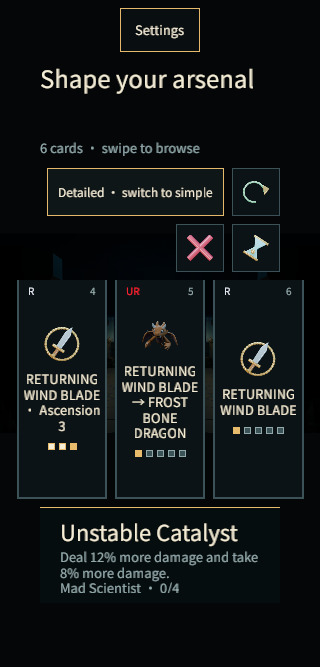 Settings
Shape your arsenal
6 cards • swipe to browse
Detailed • switch to simple
R 4
UR 5
R 6
RETURNING
WIND BLADE
• Ascension
3
RETURNING
WIND BLADE
→ FROST
BONE
DRAGON
RETURNING
WIND BLADE
Unstable Catalyst
Deal 12% more damage and take
8% more damage.
Mad Scientist • 0/4